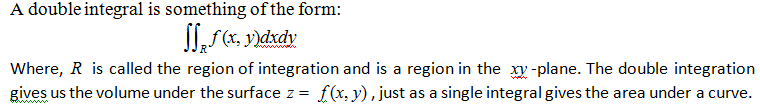 A double integral is something of the form:
∬_R f(x, y)dxdy
Where, R is called the region of integration and is a region in the xy -plane. The double integration
gives us the volume under the surface z = f(x, y) , just as a single integral gives the area under a curve.